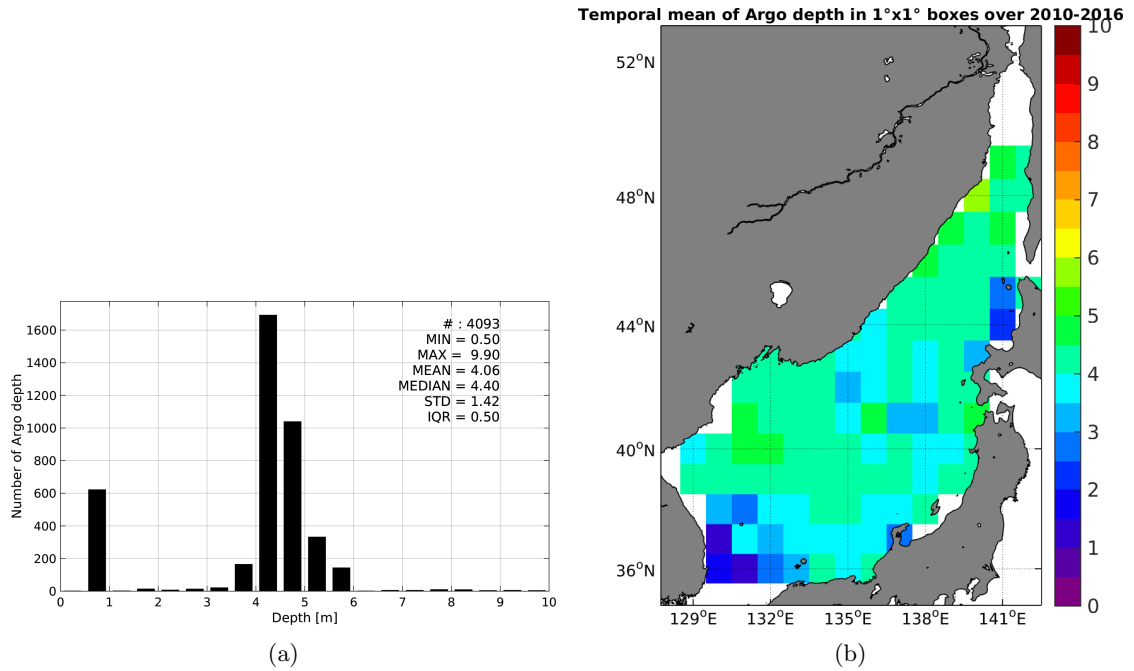 # : 4093
MIN = 0.50
MAX = 9.90
MEAN = 4.06
MEDIAN = 4.40
STD = 1.42
IQR = 0.50
Number of Argo depth
1600
1400
1200
1000
800
600
400
200
0
0 1 2 3 4 5 6 7 8 9 10
Depth [m]
(a)
Temporal mean of Argo depth in 1°x1° boxes over 2010-2016
52°N
48°N
44°N
40°N
36°N
129°E 132°E 135°E 138°E 141°E
10
9
8
7
6
5
4
3
2
1
0
(b)